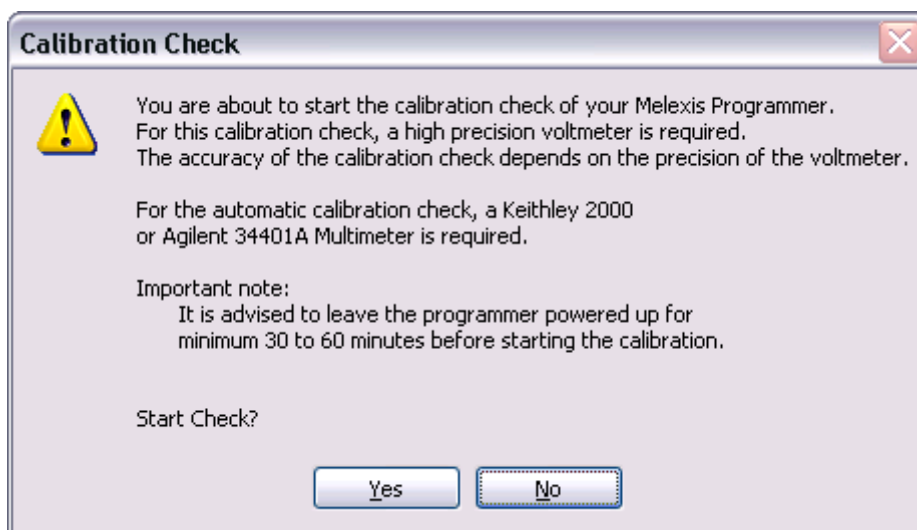 Calibration Check
You are about to start the calibration check of your Melexis Programmer.
For this calibration check, a high precision voltmeter is required.
The accuracy of the calibration check depends on the precision of the voltmeter.
For the automatic calibration check, a Keithley 2000
or Agilent 34401A Multimeter is required.
Important note:
It is advised to leave the programmer powered up for
minimum 30 to 60 minutes before starting the calibration.
Start Check?
Yes No